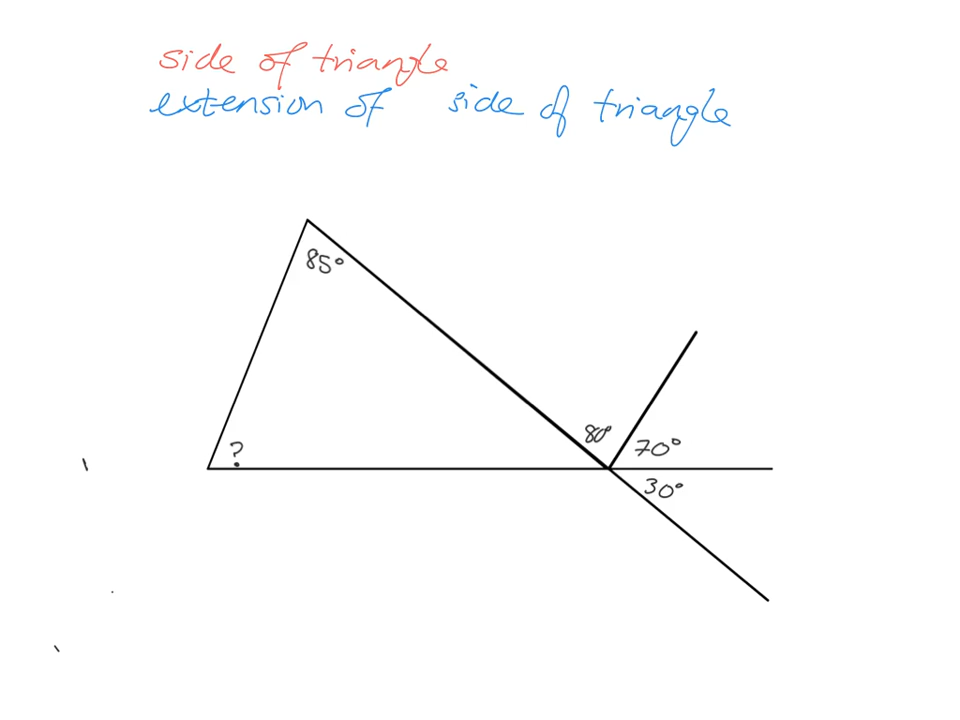 side of triangle
extension of side of triangle
85°
80°
70°
?
30°